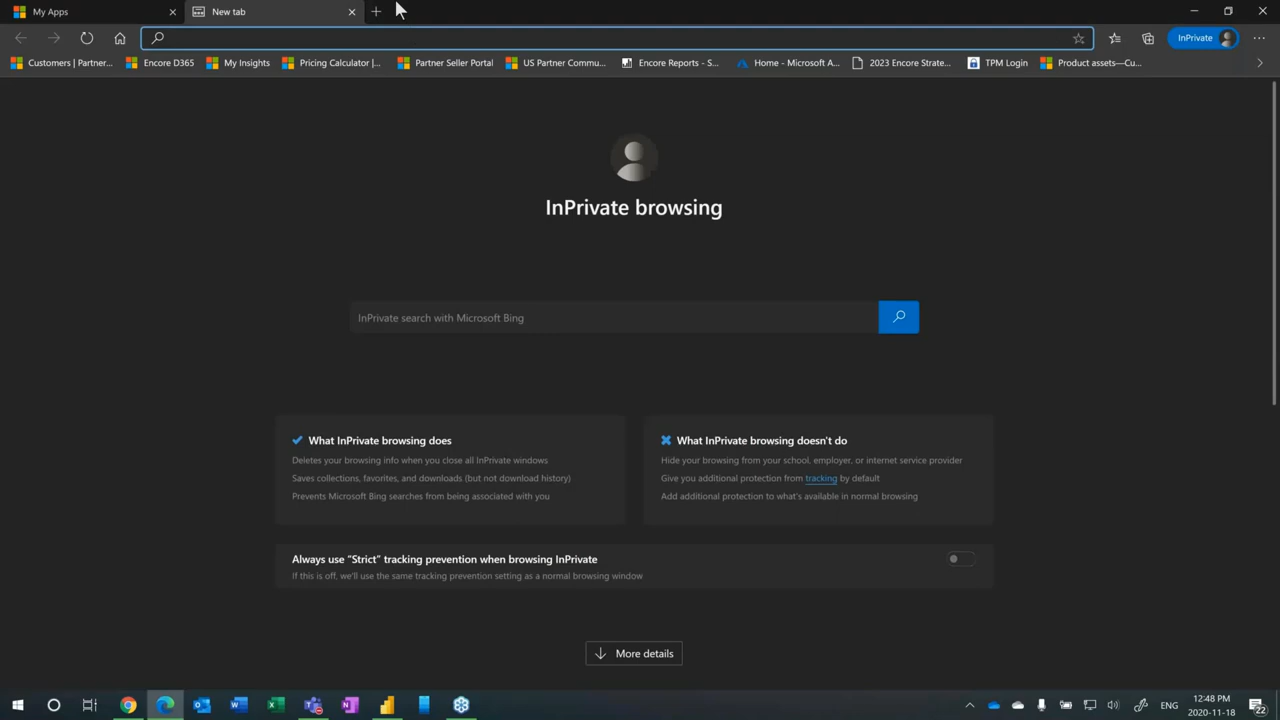 My Apps
New tab
InPrivate
Customers | Partner...
Encore D365
My Insights
Pricing Calculator |...
Partner Seller Portal
US Partner Commu...
Encore Reports - S...
Home - Microsoft A...
2023 Encore Strate...
TPM Login
Product assets—Cu...
InPrivate browsing
InPrivate search with Microsoft Bing
What InPrivate browsing does
Deletes your browsing info when you close all InPrivate windows
Saves collections, favorites, and downloads (but not download history)
Prevents Microsoft Bing searches from being associated with you
What InPrivate browsing doesn't do
Hide your browsing from your school, employer, or internet service provider
Give you additional protection from tracking by default
Add additional protection to what's available in normal browsing
Always use "Strict" tracking prevention when browsing InPrivate
If this is off, we'll use the same tracking prevention setting as a normal browsing window
More details
ENG
12:48 PM
2020-11-18
22